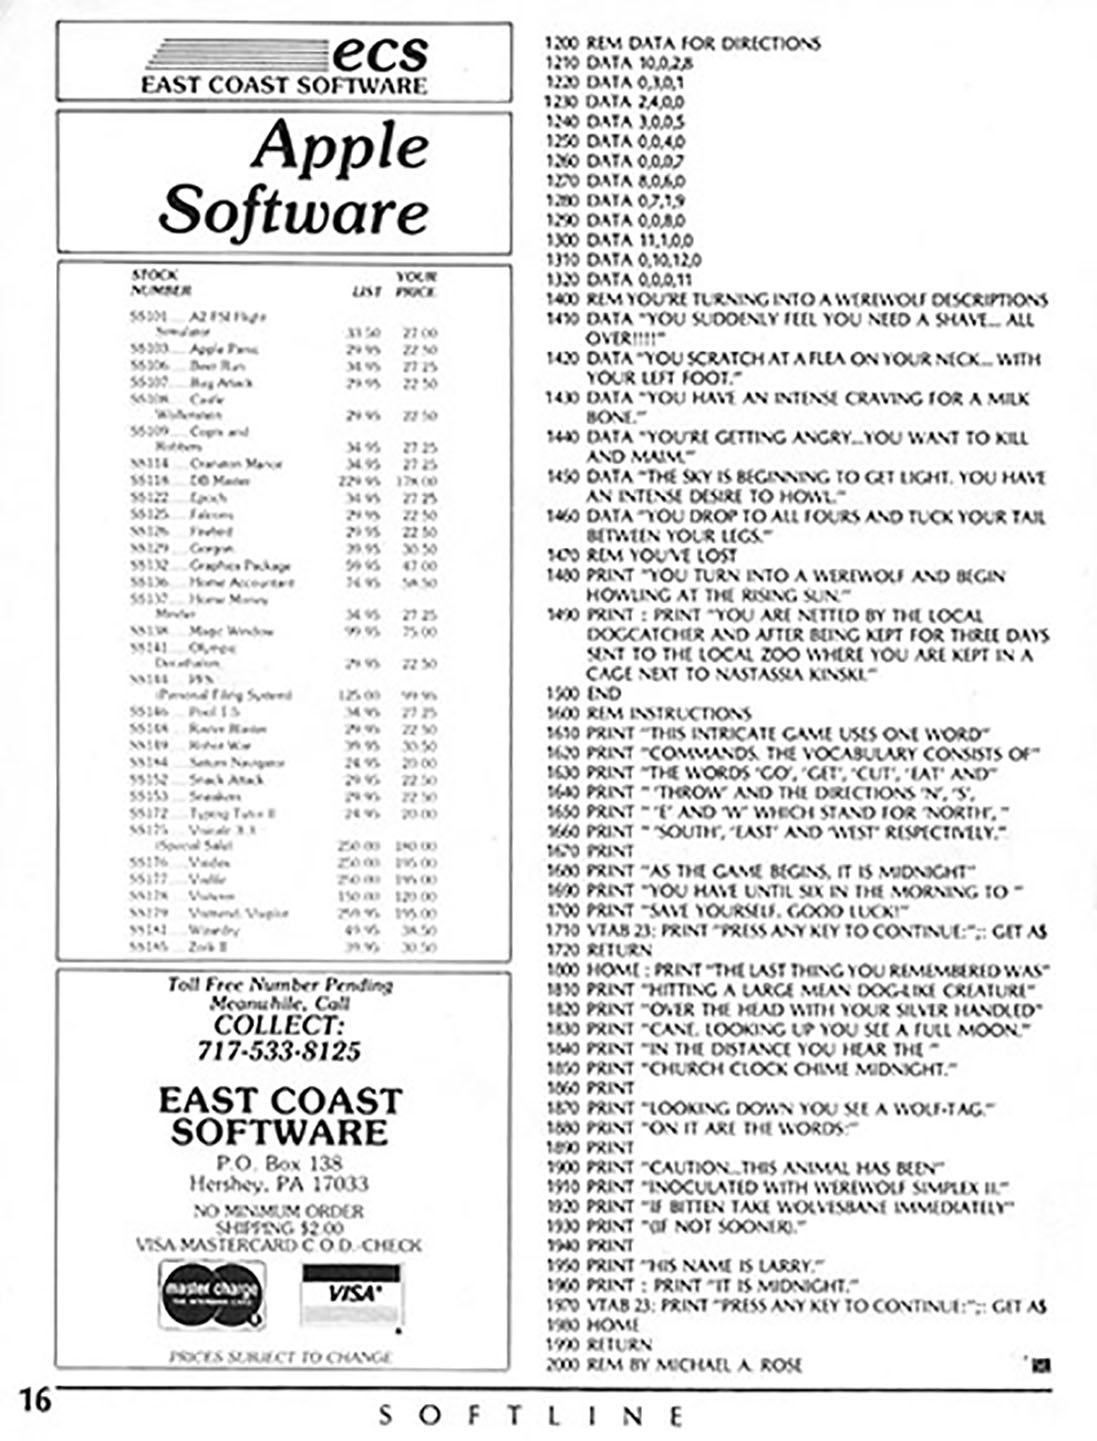 ecs
EAST COAST SOFTWARE
Apple
Software
STOCK NUMBER LIST YOUR PRICE
SS101 .... A2 FSI Flight
Simulator 33.50 27.00
SS103 .... Apple Panic 29.95 22.50
SS106 .... Beer Run 34.95 27.25
SS107 .... Bug Attack 29.95 22.50
SS108 .... Castle
Wolfenstein 29.95 22.50
SS109 .... Cops and
Robbers 34.95 27.25
SS114 .... Cranston Manor 34.95 27.25
SS118 .... DB Master 229.95 178.00
SS122 .... Epoch 34.95 27.25
SS125 .... Falcons 29.95 22.50
SS126 .... Firebird 29.95 22.50
SS129 .... Gorgon 39.95 30.50
SS132 .... Graphics Package 59.95 47.00
SS136 .... Home Accountant 74.95 58.50
SS137 .... Home Money
Minder 34.95 27.25
SS138 .... Magic Window 99.95 75.00
SS141 .... Olympic
Decathalon 29.95 22.50
SS144 .... PFS
(Personal Filing System) 125.00 99.95
SS146 .... Pool 1.5 34.95 27.25
SS148 .... Raster Blaster 29.95 22.50
SS149 .... Robot War 39.95 30.50
SS184 .... Saturn Navigator 24.95 20.00
SS152 .... Snack Attack 29.95 22.50
SS153 .... Sneakers 29.95 22.50
SS172 .... Typing Tutor II 24.95 20.00
SS175 .... Visicalc 3.3
(Special Sale) 250.00 180.00
SS176 .... Visidex 250.00 195.00
SS177 .... Visifile 250.00 195.00
SS178 .... Visiterm 150.00 120.00
SS179 .... Visitrend/Visiplot 259.95 195.00
SS181 .... Wizardry 49.95 38.50
SS185 .... Zork II 39.95 30.50
Toll Free Number Pending
Meanwhile, Call
COLLECT:
717-533-8125
EAST COAST
SOFTWARE
P.O. Box 138
Hershey, PA 17033
NO MINIMUM ORDER
SHIPPING $2.00
VISA-MASTERCARD C.O.D.-CHECK
master charge
VISA®
PRICES SUBJECT TO CHANGE
1200 REM DATA FOR DIRECTIONS
1210 DATA 10,0,2,8
1220 DATA 0,3,0,1
1230 DATA 2,4,0,0
1240 DATA 3,0,0,5
1250 DATA 0,0,4,0
1260 DATA 0,0,0,7
1270 DATA 8,0,6,0
1280 DATA 0,7,1,9
1290 DATA 0,0,8,0
1300 DATA 11,1,0,0
1310 DATA 0,10,12,0
1320 DATA 0,0,0,11
1400 REM YOU'RE TURNING INTO A WEREWOLF DESCRIPTIONS
1410 DATA "YOU SUDDENLY FEEL YOU NEED A SHAVE... ALL
OVER!!!!"
1420 DATA "YOU SCRATCH AT A FLEA ON YOUR NECK... WITH
YOUR LEFT FOOT."
1430 DATA "YOU HAVE AN INTENSE CRAVING FOR A MILK
BONE."
1440 DATA "YOU'RE GETTING ANGRY...YOU WANT TO KILL
AND MAIM."
1450 DATA "THE SKY IS BEGINNING TO GET LIGHT. YOU HAVE
AN INTENSE DESIRE TO HOWL."
1460 DATA "YOU DROP TO ALL FOURS AND TUCK YOUR TAIL
BETWEEN YOUR LEGS."
1470 REM YOU'VE LOST
1480 PRINT "YOU TURN INTO A WEREWOLF AND BEGIN
HOWLING AT THE RISING SUN."
1490 PRINT : PRINT "YOU ARE NETTED BY THE LOCAL
DOGCATCHER AND AFTER BEING KEPT FOR THREE DAYS
SENT TO THE LOCAL ZOO WHERE YOU ARE KEPT IN A
CAGE NEXT TO NASTASSIA KINSKI."
1500 END
1600 REM INSTRUCTIONS
1610 PRINT "THIS INTRICATE GAME USES ONE WORD"
1620 PRINT "COMMANDS. THE VOCABULARY CONSISTS OF"
1630 PRINT "THE WORDS 'GO', 'GET', 'CUT', 'EAT' AND"
1640 PRINT " 'THROW' AND THE DIRECTIONS 'N', 'S',
1650 PRINT " 'E' AND 'W' WHICH STAND FOR 'NORTH', "
1660 PRINT " 'SOUTH', 'EAST' AND 'WEST' RESPECTIVELY."
1670 PRINT
1680 PRINT "AS THE GAME BEGINS, IT IS MIDNIGHT"
1690 PRINT "YOU HAVE UNTIL SIX IN THE MORNING TO "
1700 PRINT "SAVE YOURSELF. GOOD LUCK!"
1710 VTAB 23: PRINT "PRESS ANY KEY TO CONTINUE:";: GET A$
1720 RETURN
1800 HOME : PRINT "THE LAST THING YOU REMEMBERED WAS"
1810 PRINT "HITTING A LARGE MEAN DOG-LIKE CREATURE"
1820 PRINT "OVER THE HEAD WITH YOUR SILVER HANDLED"
1830 PRINT "CANE. LOOKING UP YOU SEE A FULL MOON."
1840 PRINT "IN THE DISTANCE YOU HEAR THE "
1850 PRINT "CHURCH CLOCK CHIME MIDNIGHT."
1860 PRINT
1870 PRINT "LOOKING DOWN YOU SEE A WOLF-TAG."
1880 PRINT "ON IT ARE THE WORDS:"
1890 PRINT
1900 PRINT "CAUTION...THIS ANIMAL HAS BEEN"
1910 PRINT "INOCULATED WITH WEREWOLF SIMPLEX II."
1920 PRINT "IF BITTEN TAKE WOLVESBANE IMMEDIATELY"
1930 PRINT "(IF NOT SOONER)."
1940 PRINT
1950 PRINT "HIS NAME IS LARRY."
1960 PRINT : PRINT "IT IS MIDNIGHT."
1970 VTAB 23: PRINT "PRESS ANY KEY TO CONTINUE:";: GET A$
1980 HOME
1990 RETURN
2000 REM BY MICHAEL A. ROSE
16
SOFTLINE